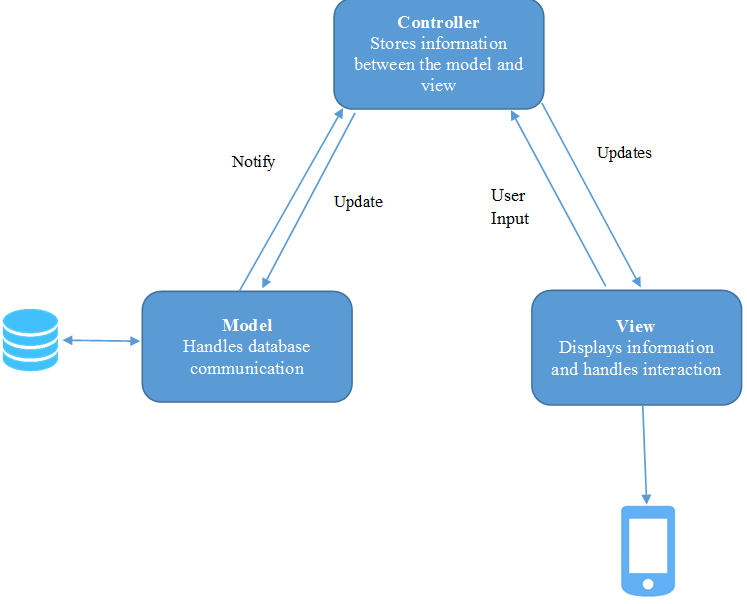 Controller
Stores information
between the model and
view
Notify
Updates
Update
User
Input
Model
Handles database
communication
View
Displays information
and handles interaction